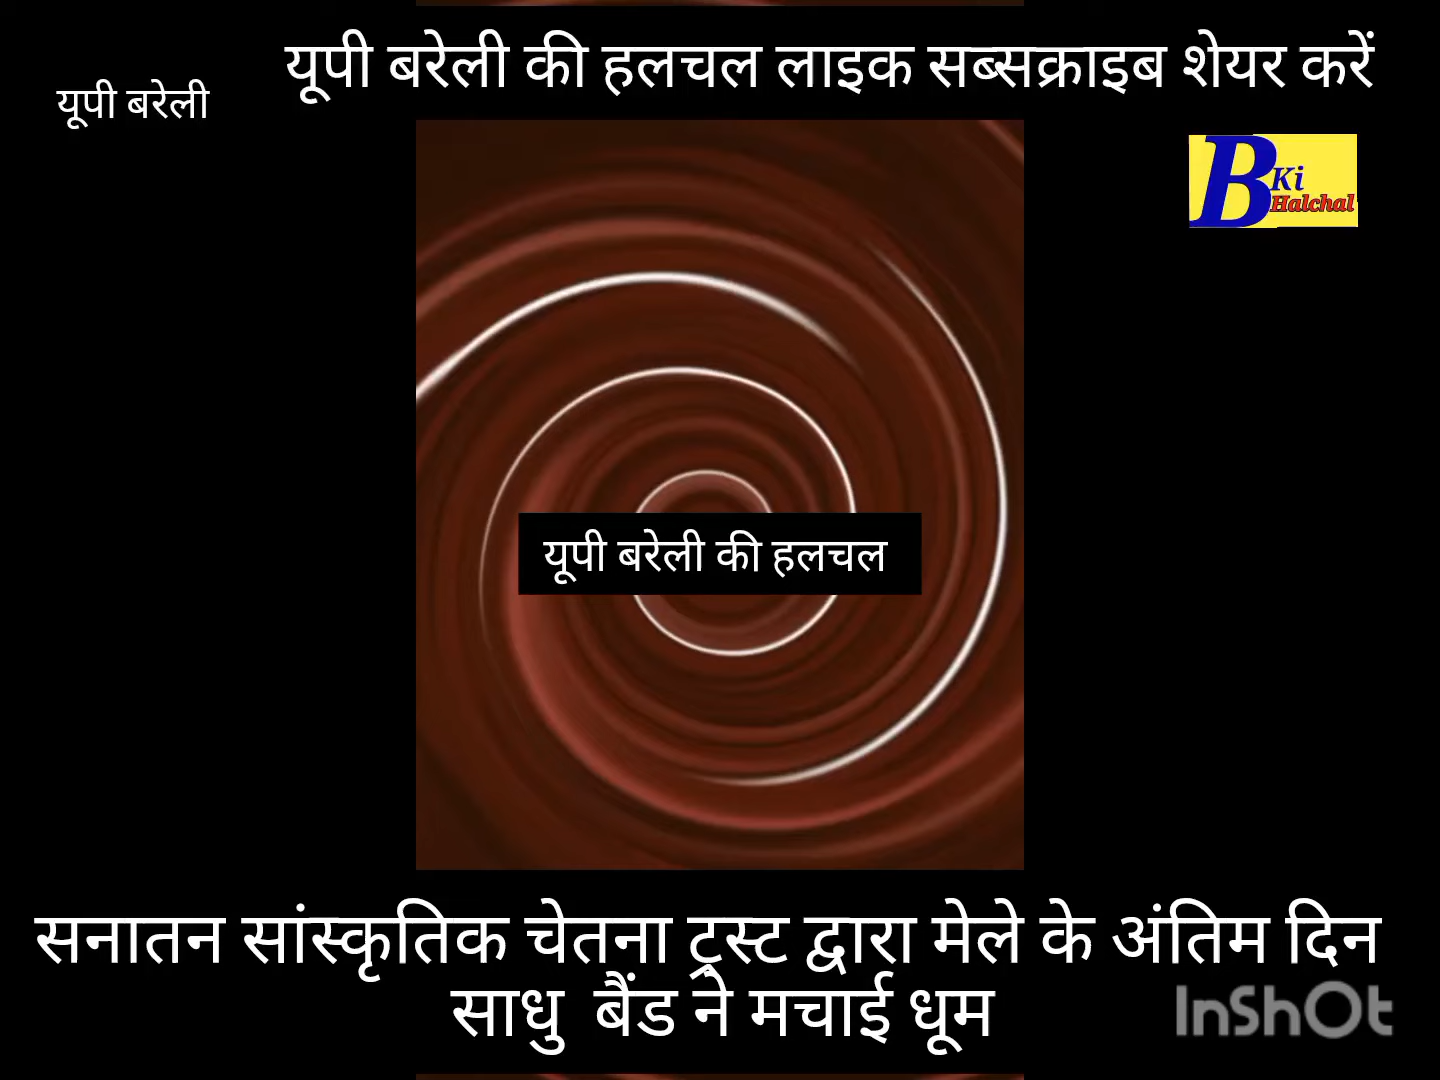 यूपी बरेली की हलचल लाइक सब्सक्राइब शेयर करें
यूपी बरेली
B Ki
Halchal
यूपी बरेली की हलचल
सनातन सांस्कृतिक चेतना ट्रस्ट द्वारा मेले के अंतिम दिन
साधु बैंड ने मचाई धूम
InShOt